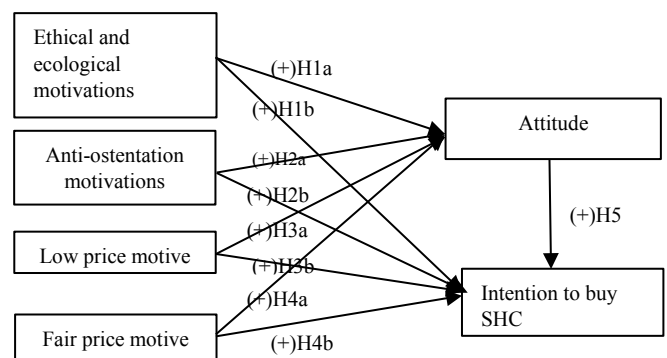 Ethical and
ecological
motivations
(+)H1a
(+)H1b
Attitude
Anti-ostentation
motivations
(+)H2a
(+)H2b
(+)H5
(+)H3a
Low price motive
(+)H3b
(+)H4a
Intention to buy
SHC
Fair price motive
(+)H4b